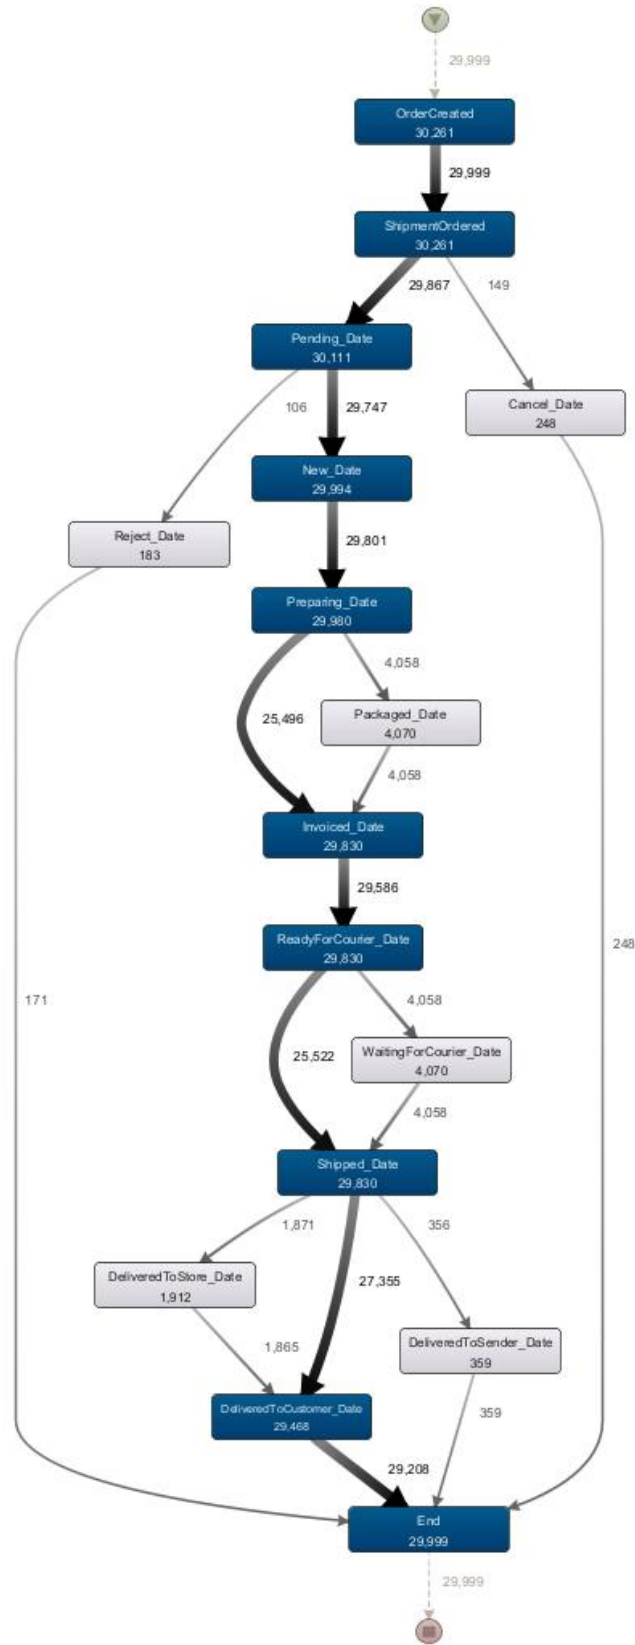 29,999
OrderCreated
30,261
29,999
ShipmentOrdered
30,261
29,867
149
Pending_Date
30,111
106
29,747
Cancel_Date
248
New_Date
29,994
Reject_Date
183
29,801
Preparing_Date
29,980
4,058
25,496
Packaged_Date
4,070
4,058
Invoiced_Date
29,830
29,586
ReadyForCourier_Date
29,830
248
171
4,058
25,522
WaitingForCourier_Date
4,070
4,058
Shipped_Date
29,830
1,871
356
DeliveredToStore_Date
1,912
27,355
1,865
DeliveredToSender_Date
359
DeliveredToCustomer_Date
29,468
359
29,208
End
29,999
29,999